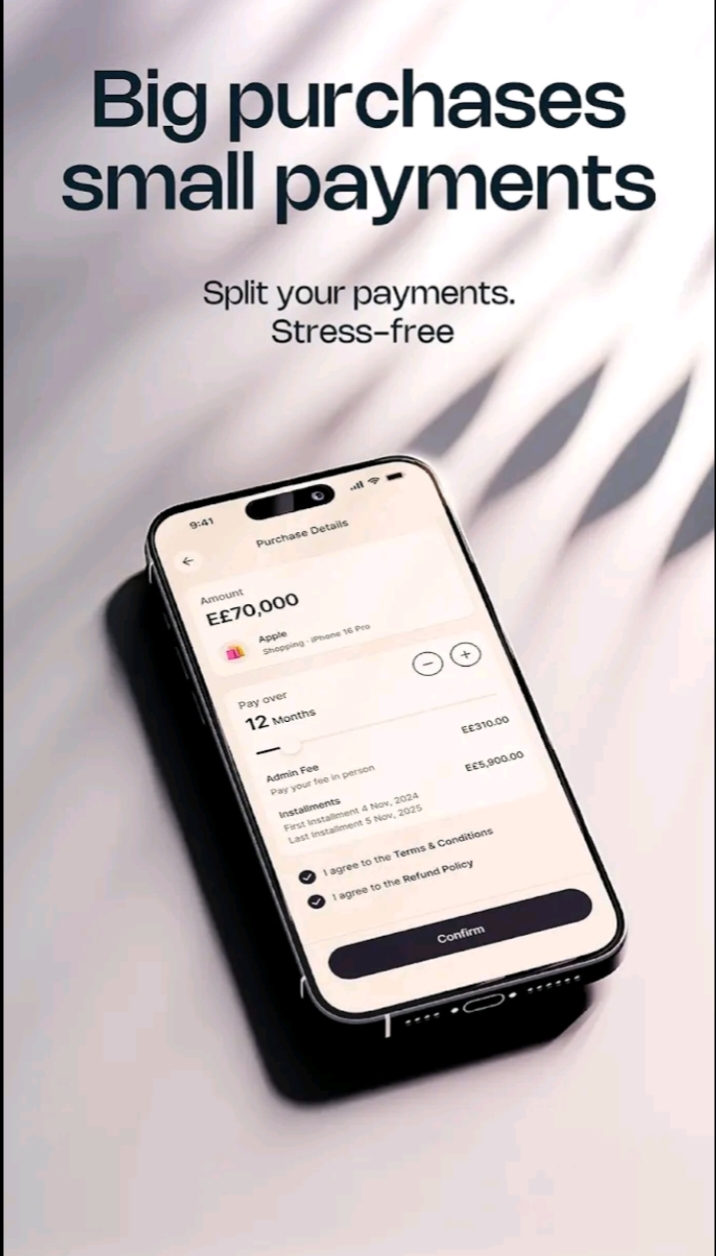 Big purchases
small payments
Split your payments.
Stress-free
9:41
Purchase Details
Amount
E£70,000
Apple
Shopping · iPhone 16 Pro
Pay over
12 Months
Admin Fee
E£310.00
Pay your fee in person
Installments
E£5,900.00
First Installment 4 Nov, 2024
Last Installment 5 Nov, 2025
I agree to the Terms & Conditions
I agree to the Refund Policy
Confirm